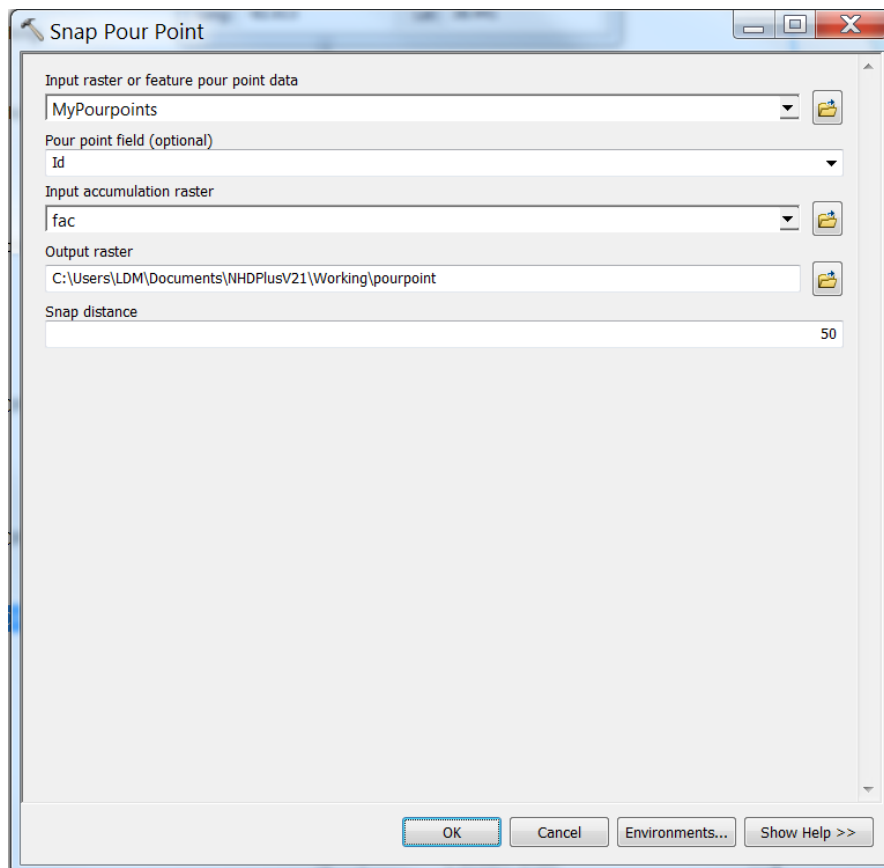 Snap Pour Point
Input raster or feature pour point data
MyPourpoints
Pour point field (optional)
Id
Input accumulation raster
fac
Output raster
C:\Users\LDM\Documents\NHDPlusV21\Working\pourpoint
Snap distance
50
OK Cancel Environments... Show Help >>